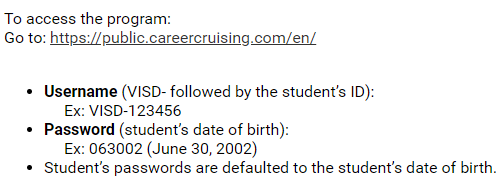 To access the program:
Go to: https://public.careercruising.com/en/
• Username (VISD- followed by the student's ID):
Ex: VISD-123456
• Password (student's date of birth):
Ex: 063002 (June 30, 2002)
• Student's passwords are defaulted to the student's date of birth.